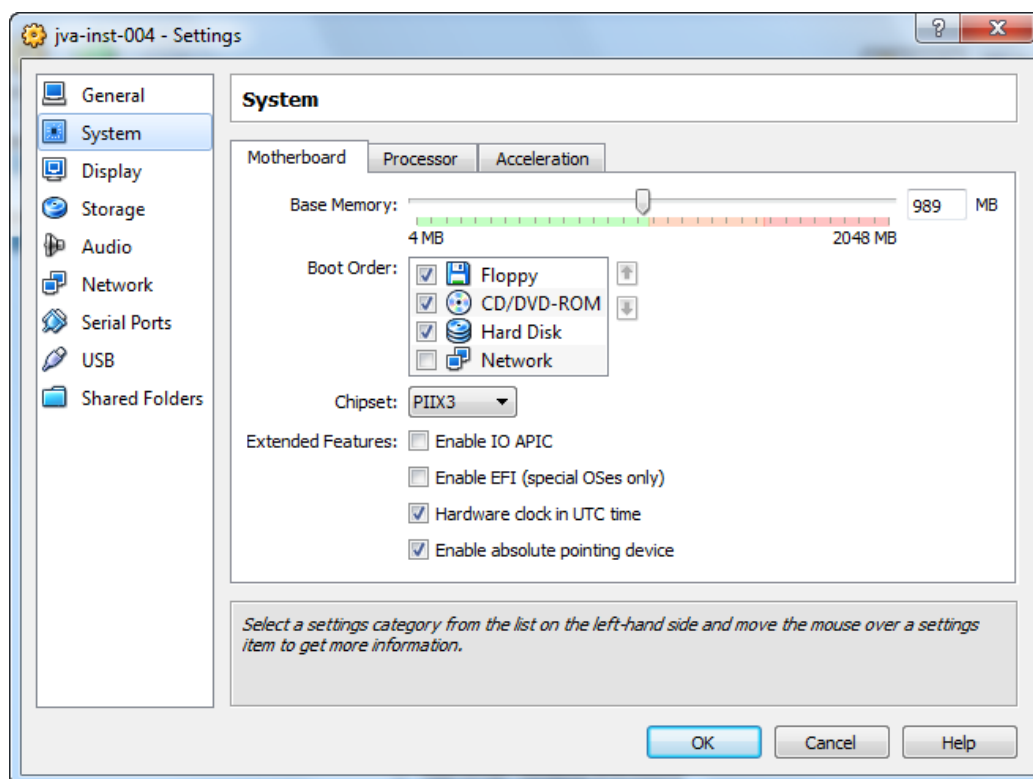 jva-inst-004 - Settings
General
System
Display
Storage
Audio
Network
Serial Ports
USB
Shared Folders
System
Motherboard Processor Acceleration
Base Memory: 989 MB
4 MB 2048 MB
Boot Order: Floppy
CD/DVD-ROM
Hard Disk
Network
Chipset: PIIX3
Extended Features: Enable IO APIC
Enable EFI (special OSes only)
Hardware clock in UTC time
Enable absolute pointing device
Select a settings category from the list on the left-hand side and move the mouse over a settings
item to get more information.
OK Cancel Help